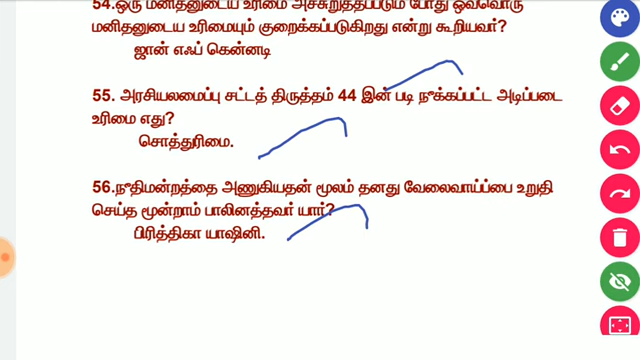 54.ஒரு மனிதனுடைய உரிமை அச்சுறுத்தப்படும் போது ஒவ்வொரு
மனிதனுடைய உரிமையும் குறைக்கப்படுகிறது என்று கூறியவர்?
ஜான் எஃப் கென்னடி
55. அரசியலமைப்பு சட்டத் திருத்தம் 44 இன் படி நூக்கப்பட்ட அடிப்படை
உரிமை எது?
சொத்துரிமை.
56.நூதிமன்றத்தை அணுகியதன் மூலம் தனது வேலைவாய்ப்பை உறுதி
செய்த மூன்றாம் பாலினத்தவர் யார்?
பிரித்திகா யாஷினி.